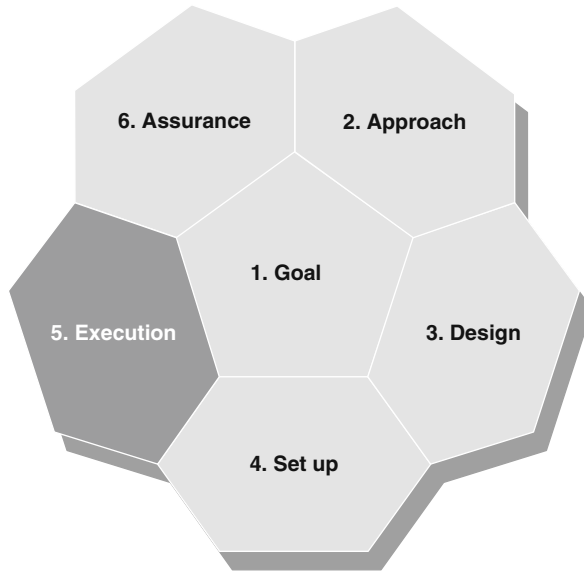 6. Assurance
2. Approach
1. Goal
5. Execution
3. Design
4. Set up